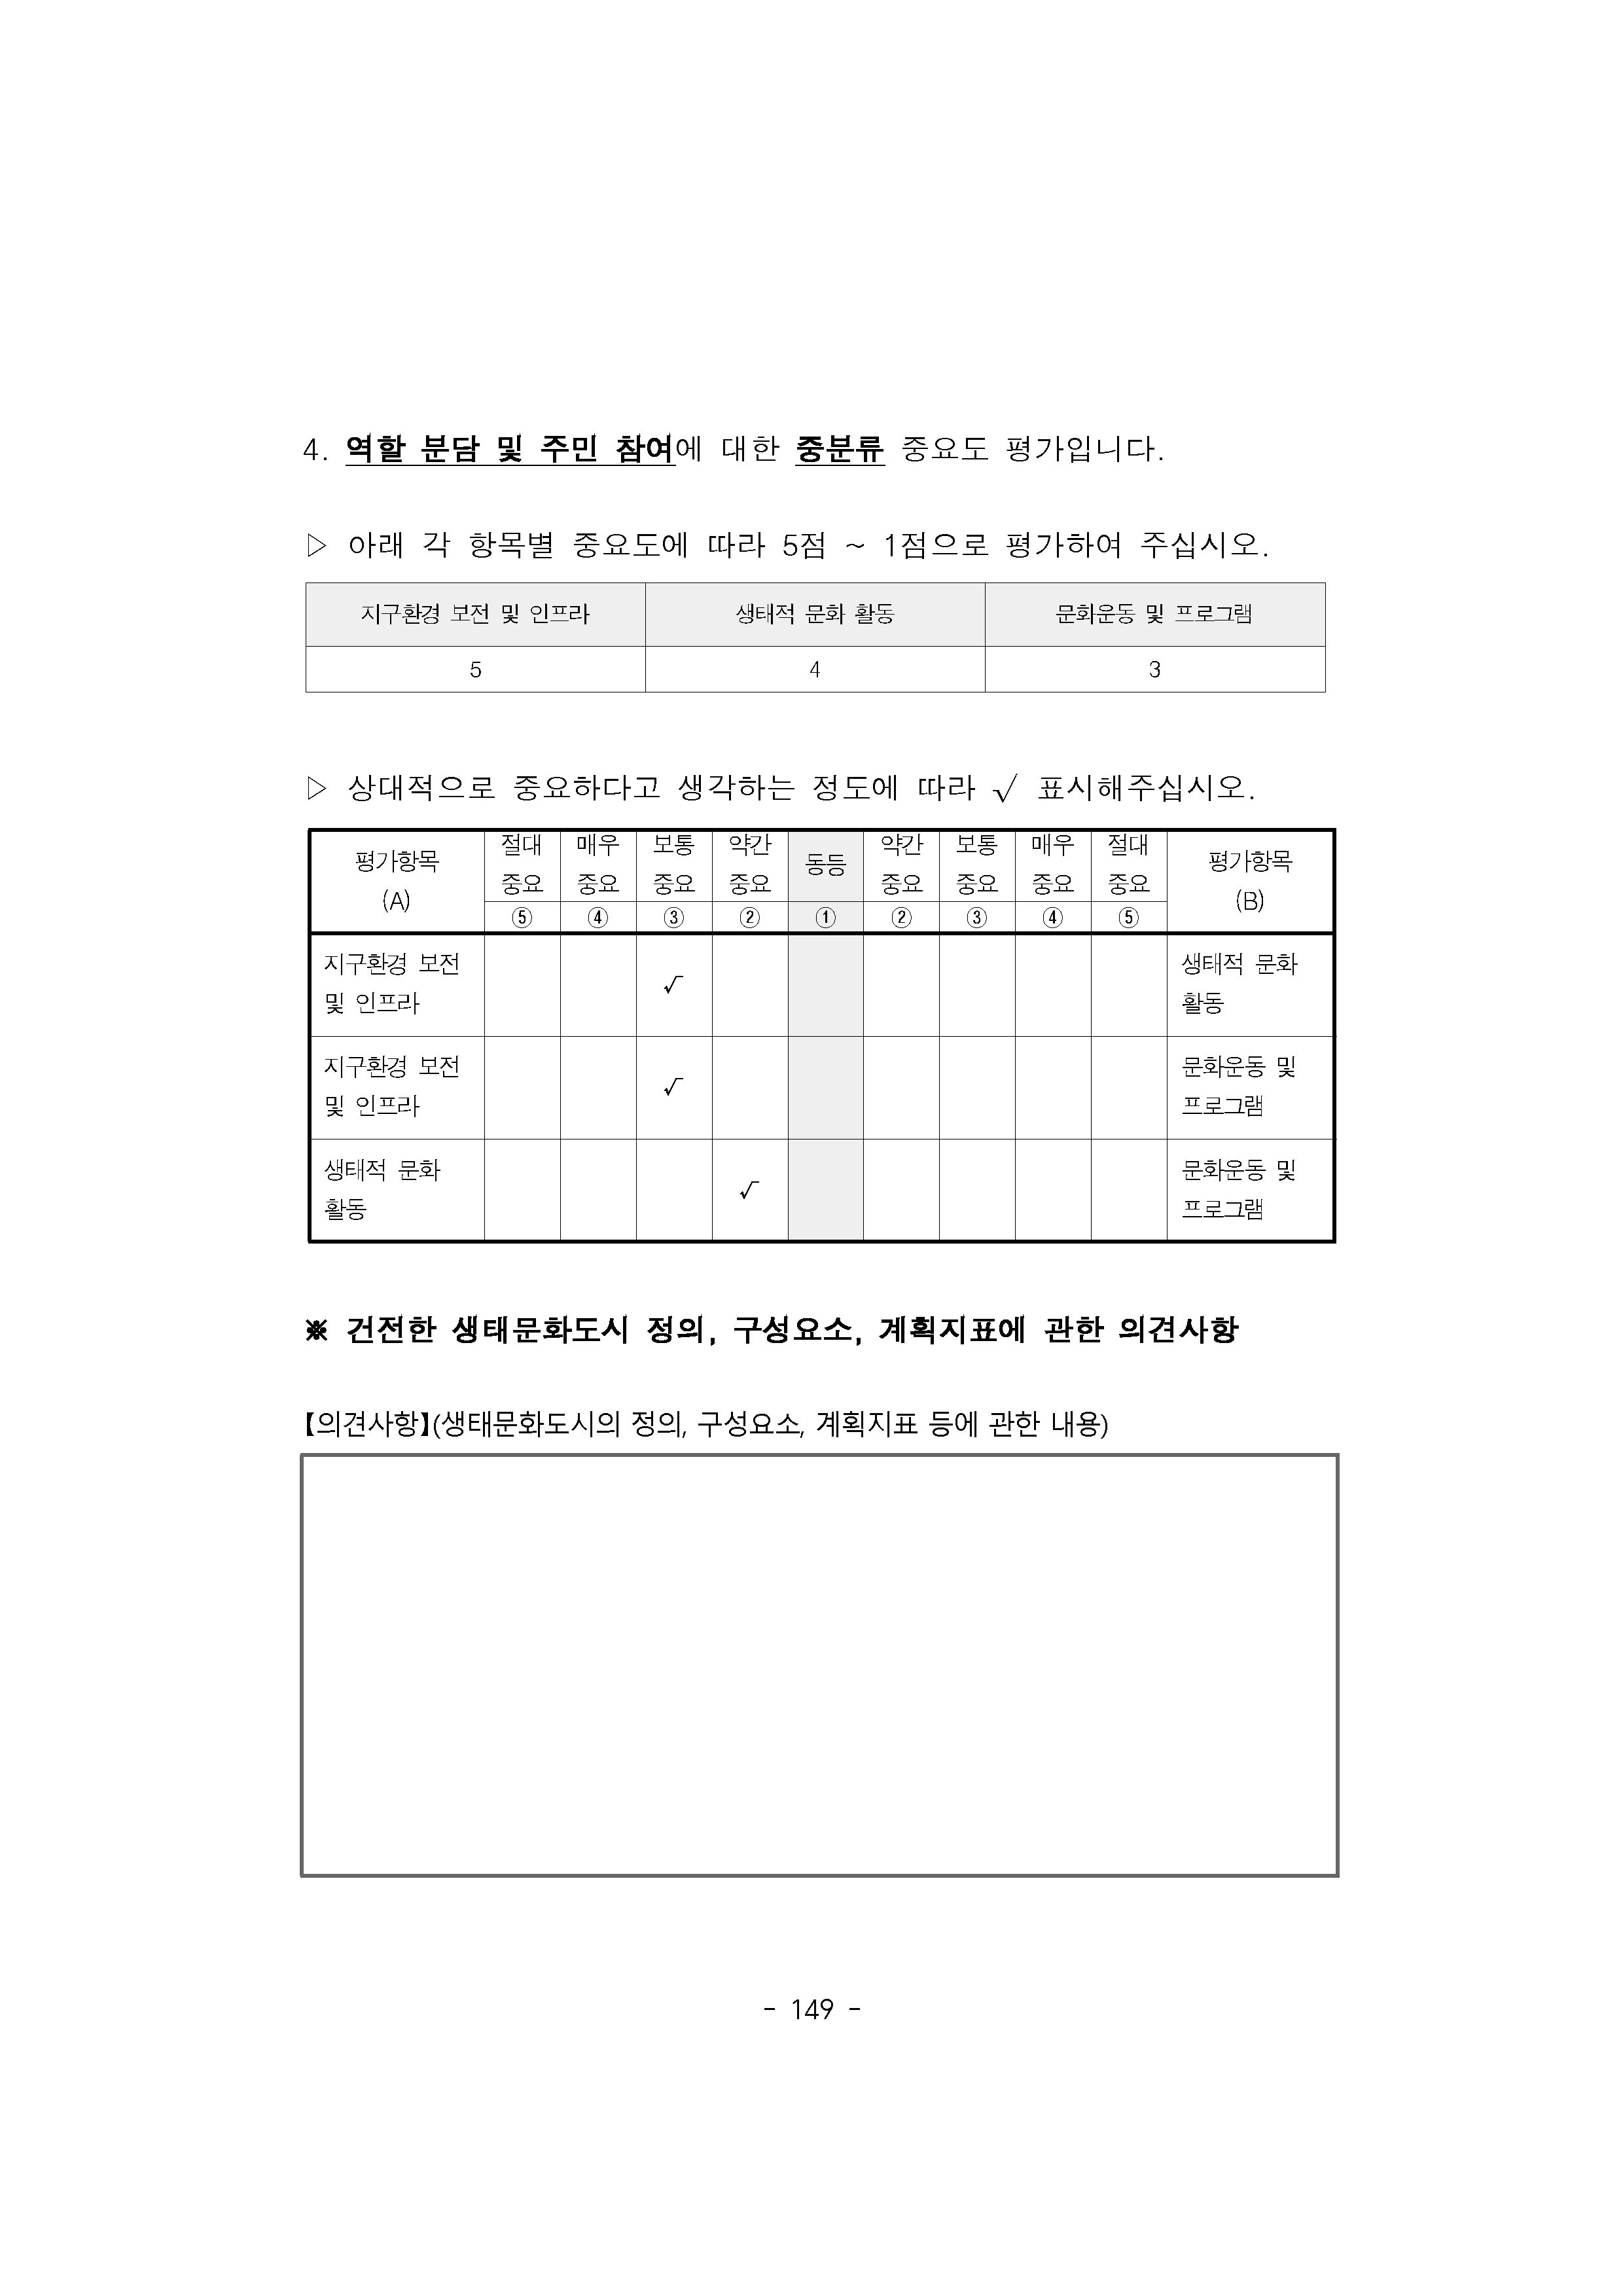 4. 역할 분담 및 주민 참여에 대한 중분류 중요도 평가입니다.
▷ 아래 각 항목별 중요도에 따라 5점 ~ 1점으로 평가하여 주십시오.
지구환경 보전 및 인프라 생태적 문화 활동 문화운동 및 프로그램
5 4 3
▷ 상대적으로 중요하다고 생각하는 정도에 따라 √ 표시해주십시오.
평가항목 (A) 절대 중요 매우 중요 보통 중요 약간 중요 동등 약간 중요 보통 중요 매우 중요 절대 중요 평가항목 (B)
⑤ ④ ③ ② ① ② ③ ④ ⑤
지구환경 보전 √ 생태적 문화
및 인프라 활동
지구환경 보전 √ 문화운동 및
및 인프라 프로그램
생태적 문화 √ 문화운동 및
활동 프로그램
※ 건전한 생태문화도시 정의, 구성요소, 계획지표에 관한 의견사항
【의견사항】(생태문화도시의 정의, 구성요소, 계획지표 등에 관한 내용)
- 149 -